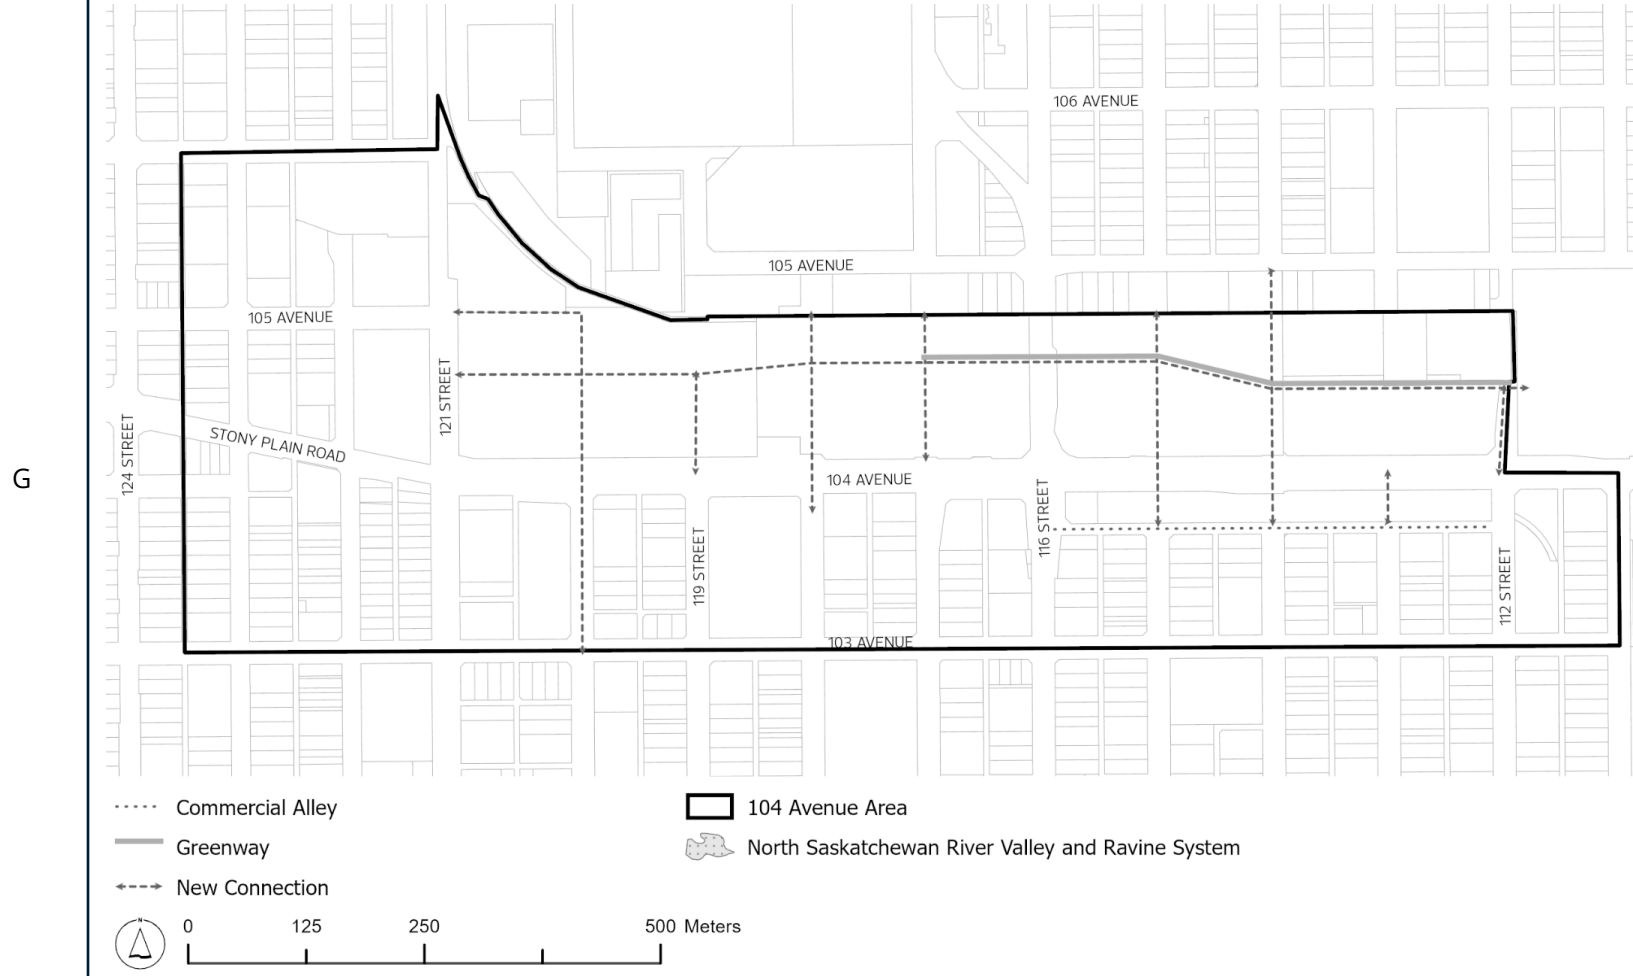 106 AVENUE
105 AVENUE
105 AVENUE
121 STREET
STONY PLAIN ROAD
124 STREET
G
104 AVENUE
116 STREET
119 STREET
112 STREET
103 AVENUE
Commercial Alley
104 Avenue Area
Greenway
North Saskatchewan River Valley and Ravine System
New Connection
N
0 125 250 500 Meters